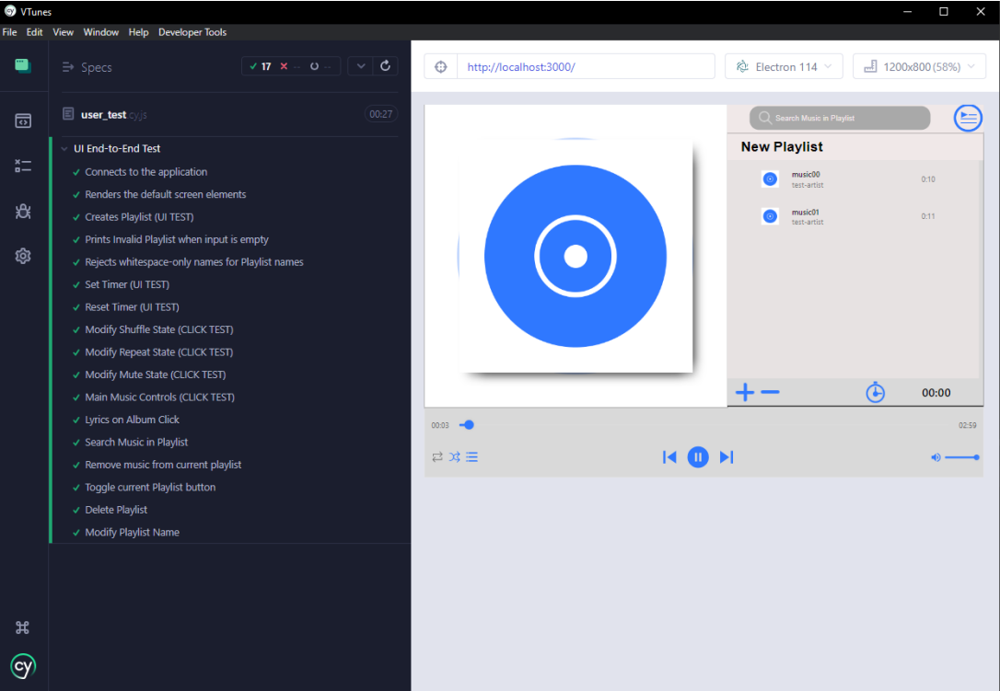 VTunes
File Edit View Window Help Developer Tools
Specs
17 -- --
user_test.cy.js 00:27
UI End-to-End Test
Connects to the application
Renders the default screen elements
Creates Playlist (UI TEST)
Prints Invalid Playlist when input is empty
Rejects whitespace-only names for Playlist names
Set Timer (UI TEST)
Reset Timer (UI TEST)
Modify Shuffle State (CLICK TEST)
Modify Repeat State (CLICK TEST)
Modify Mute State (CLICK TEST)
Main Music Controls (CLICK TEST)
Lyrics on Album Click
Search Music in Playlist
Remove music from current playlist
Toggle current Playlist button
Delete Playlist
Modify Playlist Name
cy
http://localhost:3000/
Electron 114
1200x800 (58%)
Search Music in Playlist
New Playlist
music00
test-artist
0:10
music01
test-artist
0:11
00:00
00:03
02:59